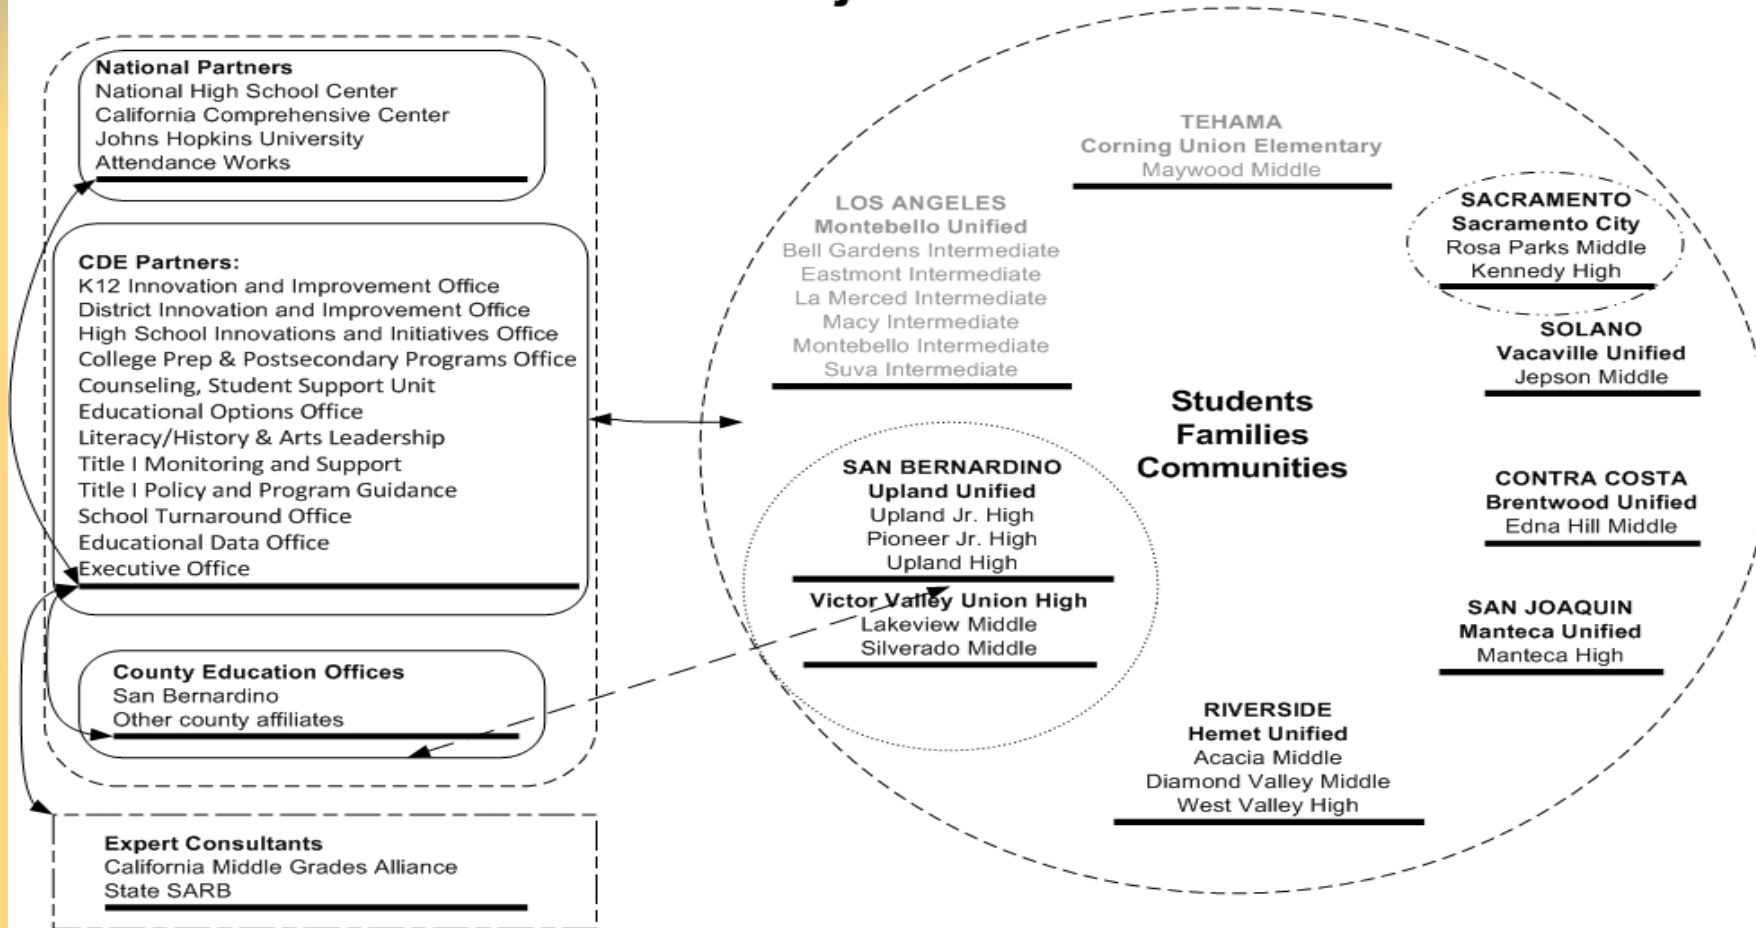 National Partners
National High School Center
California Comprehensive Center
Johns Hopkins University
Attendance Works
CDE Partners:
K12 Innovation and Improvement Office
District Innovation and Improvement Office
High School Innovations and Initiatives Office
College Prep & Postsecondary Programs Office
Counseling, Student Support Unit
Educational Options Office
Literacy/History & Arts Leadership
Title I Monitoring and Support
Title I Policy and Program Guidance
School Turnaround Office
Educational Data Office
Executive Office
County Education Offices
San Bernardino
Other county affiliates
Expert Consultants
California Middle Grades Alliance
State SARB
TEHAMA
Corning Union Elementary
Maywood Middle
LOS ANGELES
Montebello Unified
Bell Gardens Intermediate
Eastmont Intermediate
La Merced Intermediate
Macy Intermediate
Montebello Intermediate
Suva Intermediate
SAN BERNARDINO
Upland Unified
Upland Jr. High
Pioneer Jr. High
Upland High
Victor Valley Union High
Lakeview Middle
Silverado Middle
Students
Families
Communities
SACRAMENTO
Sacramento City
Rosa Parks Middle
Kennedy High
SOLANO
Vacaville Unified
Jepson Middle
CONTRA COSTA
Brentwood Unified
Edna Hill Middle
SAN JOAQUIN
Manteca Unified
Manteca High
RIVERSIDE
Hemet Unified
Acacia Middle
Diamond Valley Middle
West Valley High